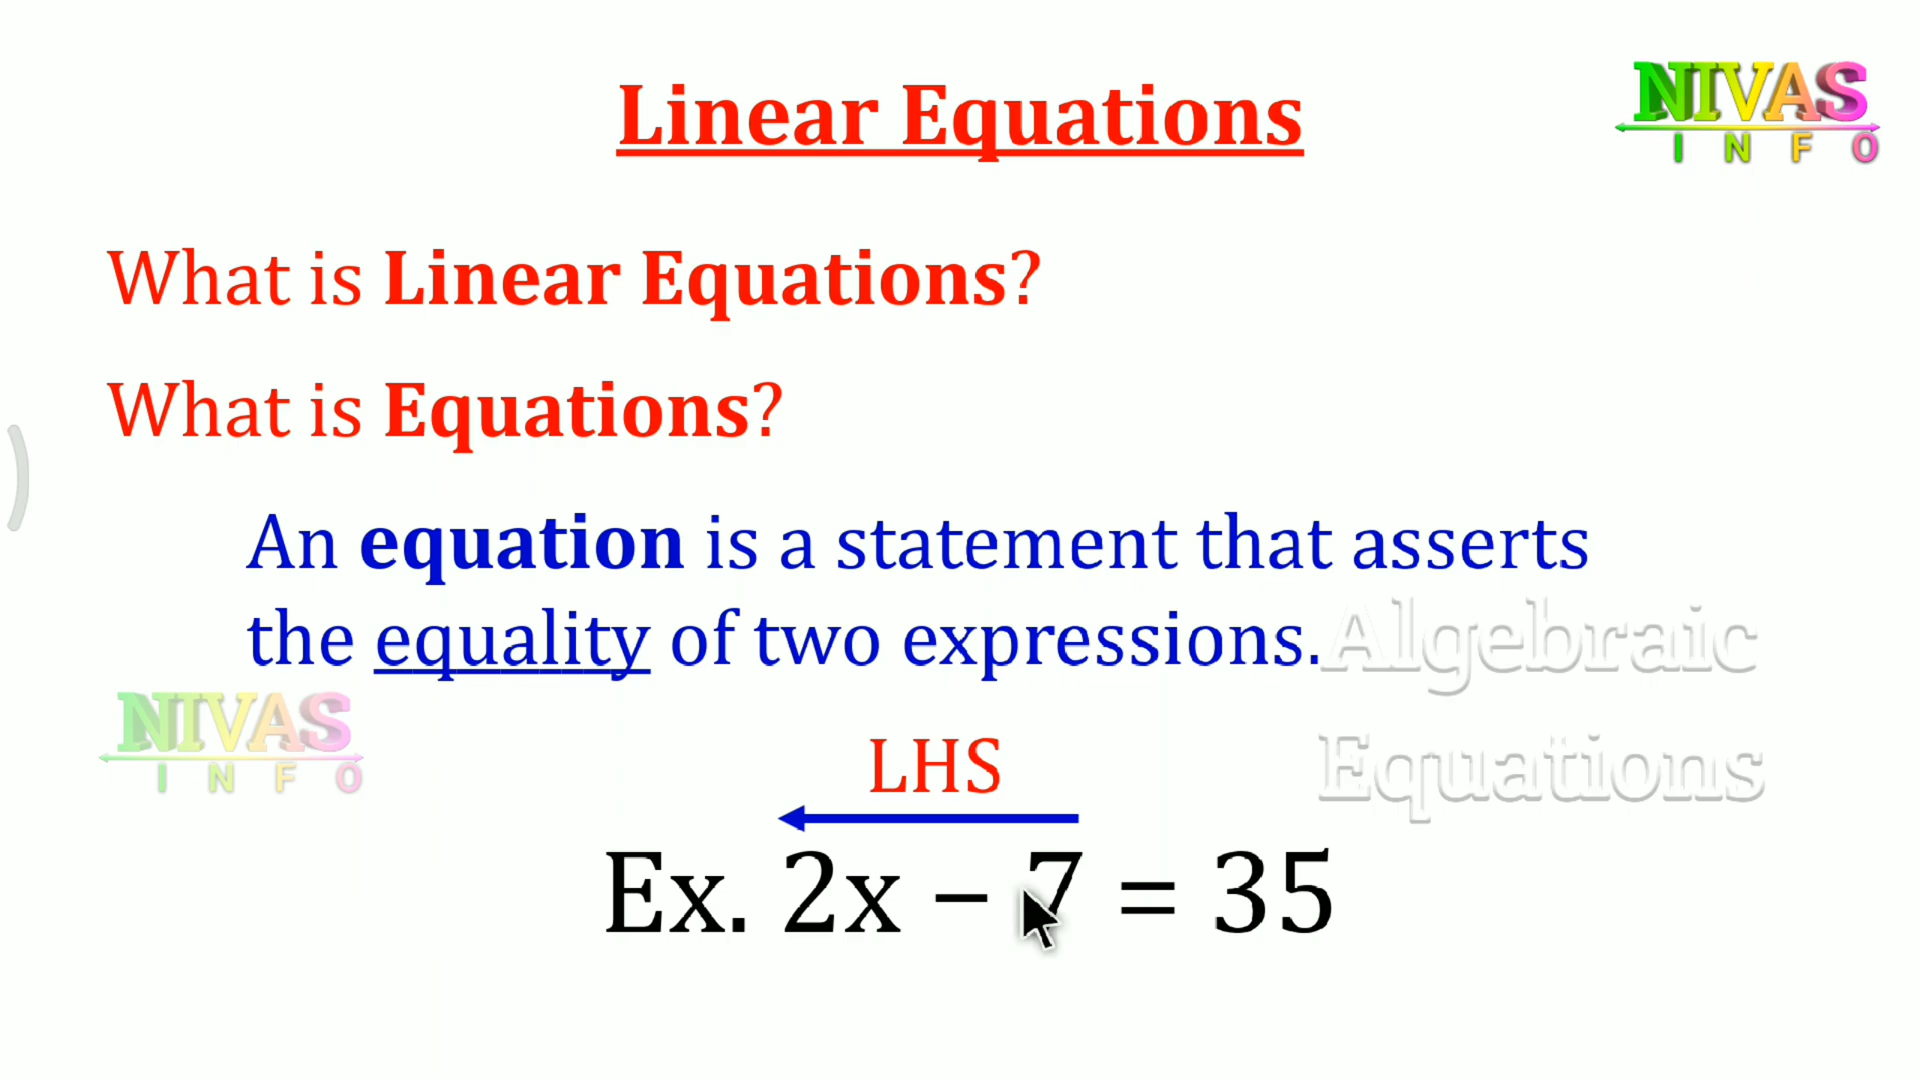 Linear Equations
NIVAS
INFO
What is Linear Equations?
What is Equations?
An equation is a statement that asserts
the equality of two expressions.
Algebraic
Equations
NIVAS
INFO
LHS
Ex. 2x – 7 = 35